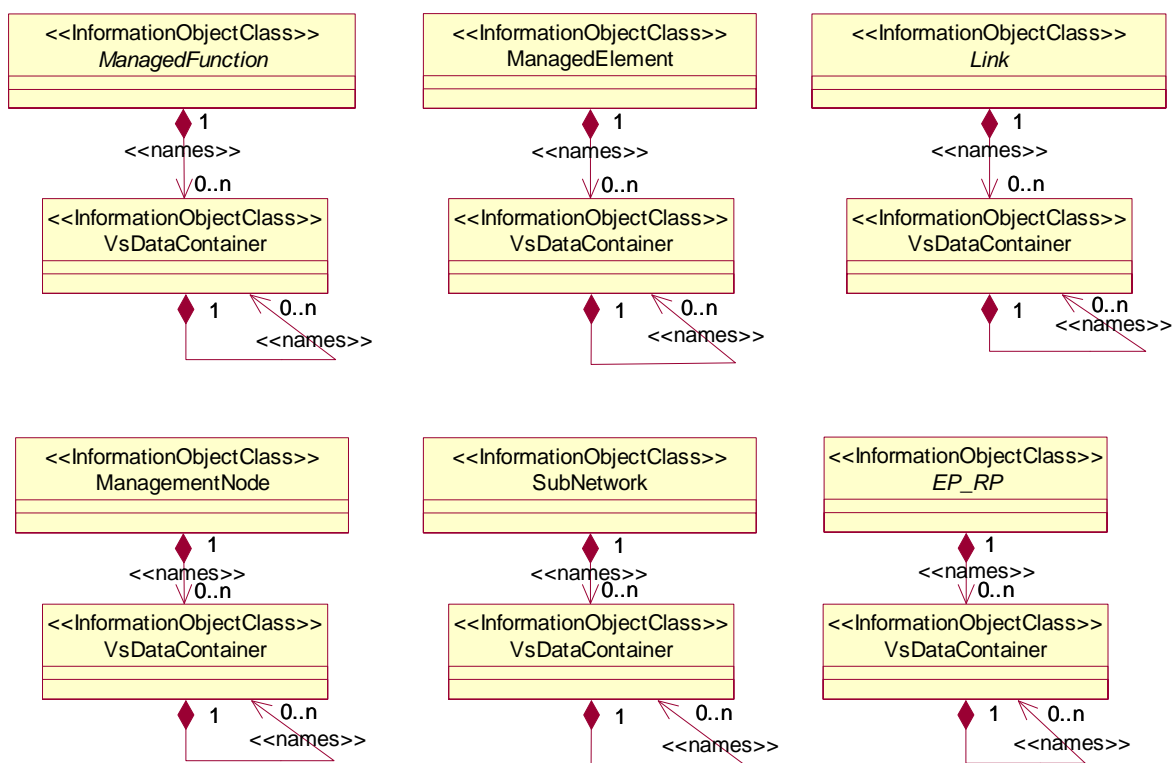 <<InformationObjectClass>>
ManagedFunction
1
<<names>>
0..n
<<InformationObjectClass>>
VsDataContainer
1
0..n
<<names>>
<<InformationObjectClass>>
ManagedElement
1
<<names>>
0..n
<<InformationObjectClass>>
VsDataContainer
1
0..n
<<names>>
<<InformationObjectClass>>
Link
1
<<names>>
0..n
<<InformationObjectClass>>
VsDataContainer
1
0..n
<<names>>
<<InformationObjectClass>>
ManagementNode
1
<<names>>
0..n
<<InformationObjectClass>>
VsDataContainer
1
0..n
<<names>>
<<InformationObjectClass>>
SubNetwork
1
<<names>>
0..n
<<InformationObjectClass>>
VsDataContainer
1
0..n
<<names>>
<<InformationObjectClass>>
EP_RP
1
<<names>>
0..n
<<InformationObjectClass>>
VsDataContainer
1
0..n
<<names>>